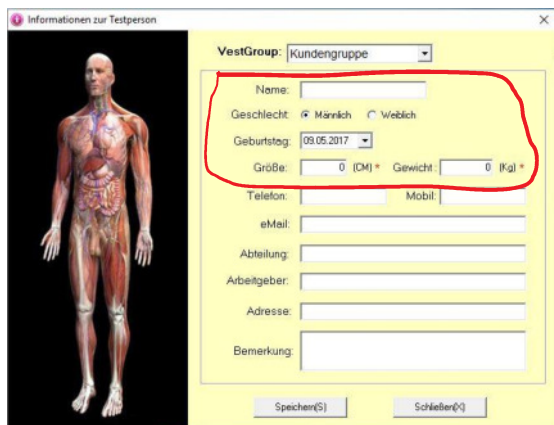 Informationen zur Testperson
VestGroup: Kundengruppe
Name:
Geschlecht: Männlich Weiblich
Geburtstag: 09.05.2017
Größe: 0 (CM) * Gewicht: 0 (Kg) *
Telefon: Mobil:
eMail:
Abteilung:
Arbeitgeber:
Adresse:
Bemerkung:
Speichern(S) Schließen(X)